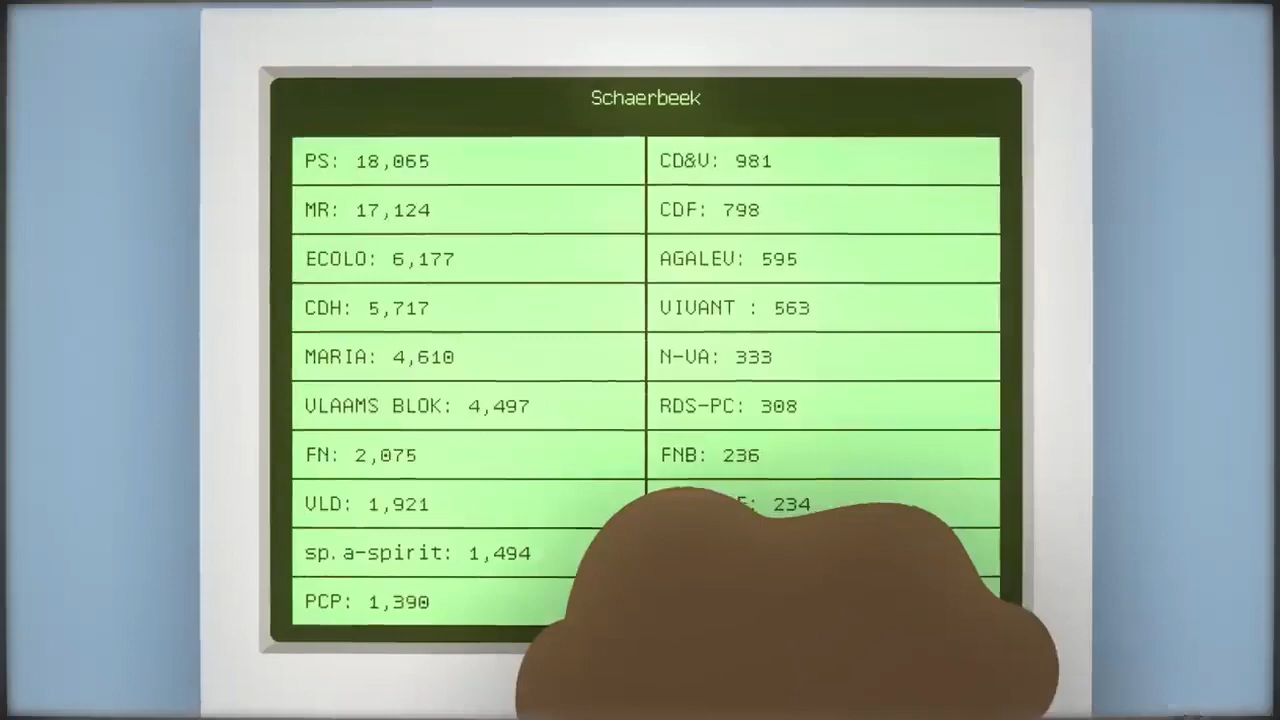 Schaerbeek
PS: 18,065
MR: 17,124
ECOLO: 6,177
CDH: 5,717
MARIA: 4,610
VLAAMS BLOK: 4,497
FN: 2,075
VLD: 1,921
sp.a-spirit: 1,494
PCP: 1,390
CD&V: 981
CDF: 798
AGALEV: 595
VIVANT : 563
N-VA: 333
RDS-PC: 308
FNB: 236
234